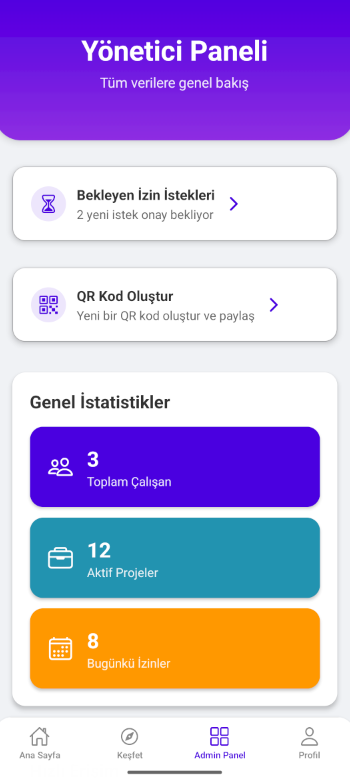 Yönetici Paneli
Tüm verilere genel bakış
Bekleyen İzin İstekleri
2 yeni istek onay bekliyor
QR Kod Oluştur
Yeni bir QR kod oluştur ve paylaş
Genel İstatistikler
3
Toplam Çalışan
12
Aktif Projeler
8
Bugünkü İzinler
Ana Sayfa
Keşfet
Admin Panel
Profil